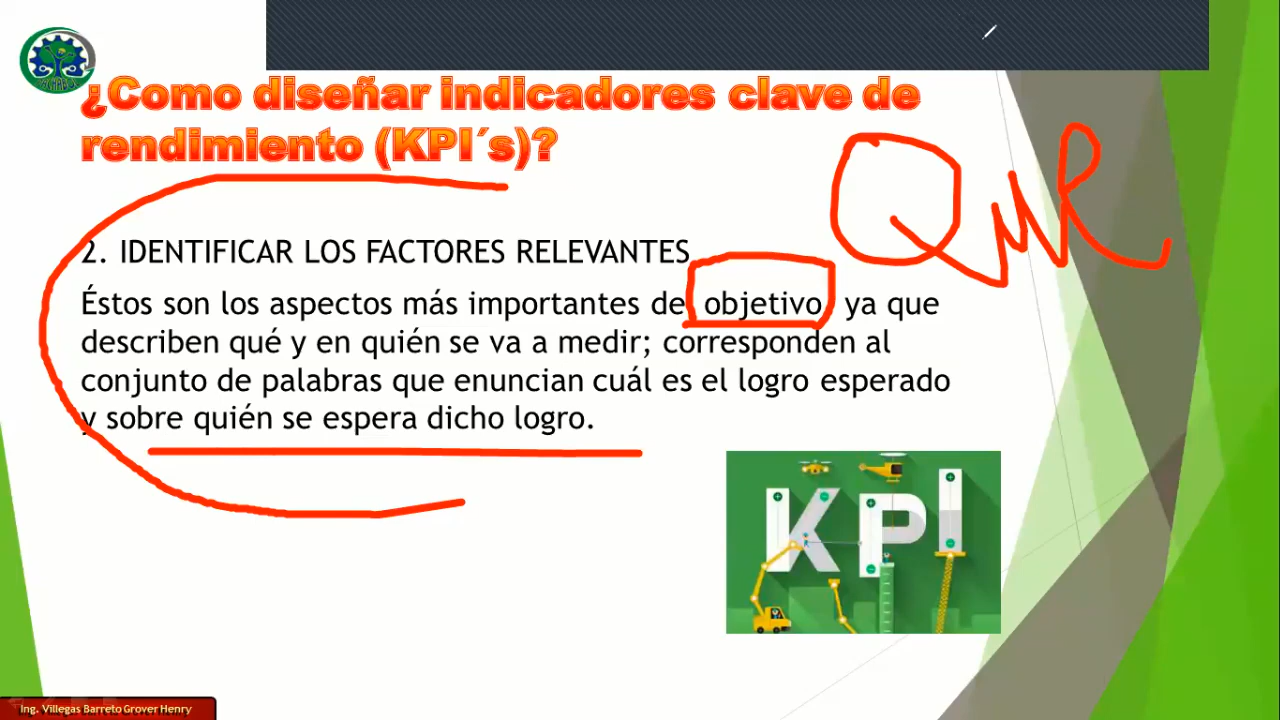 ¿Como diseñar indicadores clave de
rendimiento (KPI´s)?
Que
2. IDENTIFICAR LOS FACTORES RELEVANTES
Éstos son los aspectos más importantes de objetivo, ya que
describen qué y en quién se va a medir; corresponden al
conjunto de palabras que enuncian cuál es el logro esperado
y sobre quién se espera dicho logro.
KPI
Ing. Villegas Barreto Grover Henry